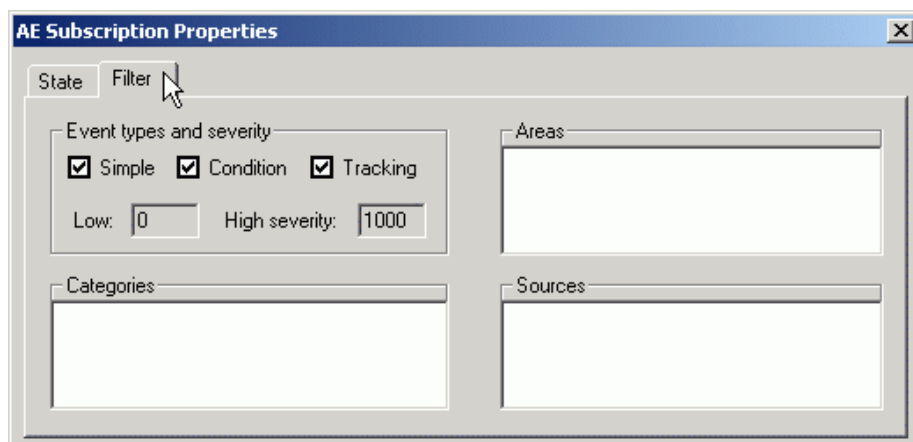 AE Subscription Properties
State Filter
Event types and severity
Simple Condition Tracking
Low: 0 High severity: 1000
Areas
Categories
Sources